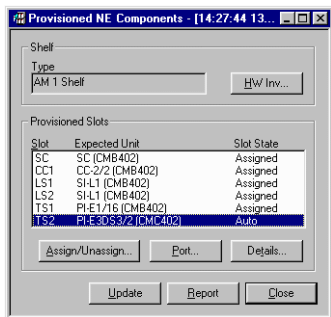 Provisioned NE Components - [14:27:44 13...
Shelf
Type
AM 1 Shelf
HW Inv...
Provisioned Slots
Slot Expected Unit Slot State
SC SC (CMB402) Assigned
CC1 CC-2/2 (CMB402) Assigned
LS1 SI-L1 (CMB402) Assigned
LS2 SI-L1 (CMB402) Assigned
TS1 PI-E1/16 (CMB402) Assigned
TS2 PI-E3DS3/2 (CMC402) Auto
Assign/Unassign... Port... Details...
Update Report Close